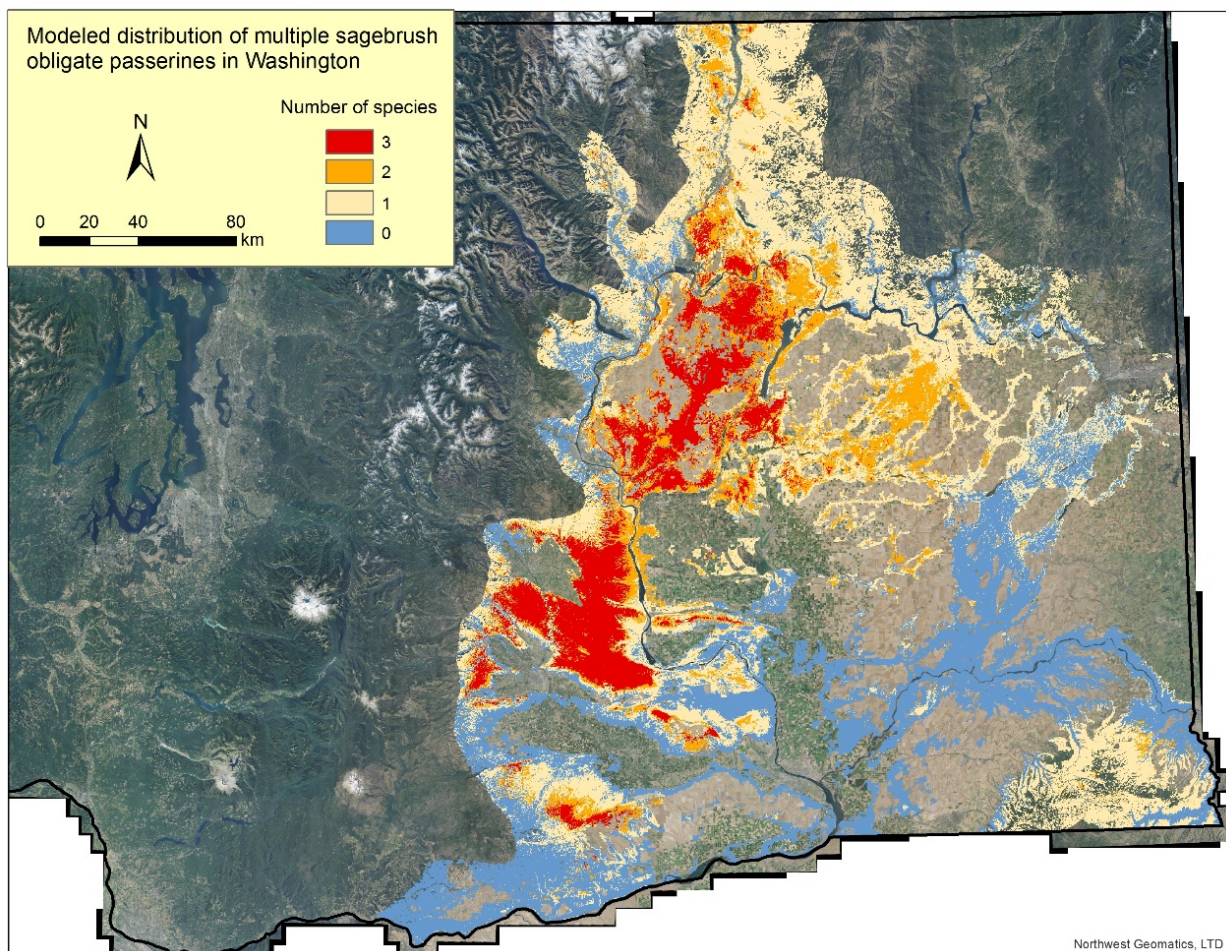 Modeled distribution of multiple sagebrush
obligate passerines in Washington
Number of species
N
3
2
1
0
0 20 40 80
km
Northwest Geomatics, LTD